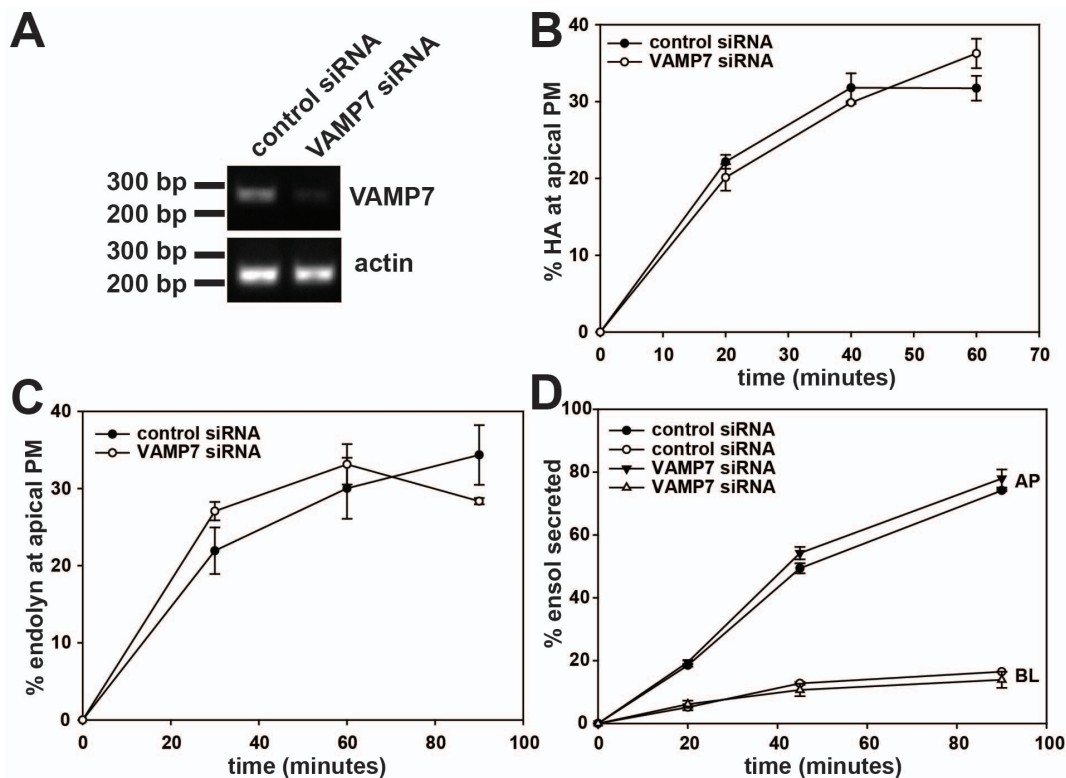 A
control siRNA
VAMP7 siRNA
300 bp
200 bp
VAMP7
300 bp
200 bp
actin
B
control siRNA
VAMP7 siRNA
% HA at apical PM
40
30
20
10
0
0 10 20 30 40 50 60 70
time (minutes)
C
control siRNA
VAMP7 siRNA
% endolyn at apical PM
40
30
20
10
0
0 20 40 60 80 100
time (minutes)
D
control siRNA
control siRNA
VAMP7 siRNA
VAMP7 siRNA
AP
BL
% ensol secreted
100
80
60
40
20
0
0 20 40 60 80 100
time (minutes)